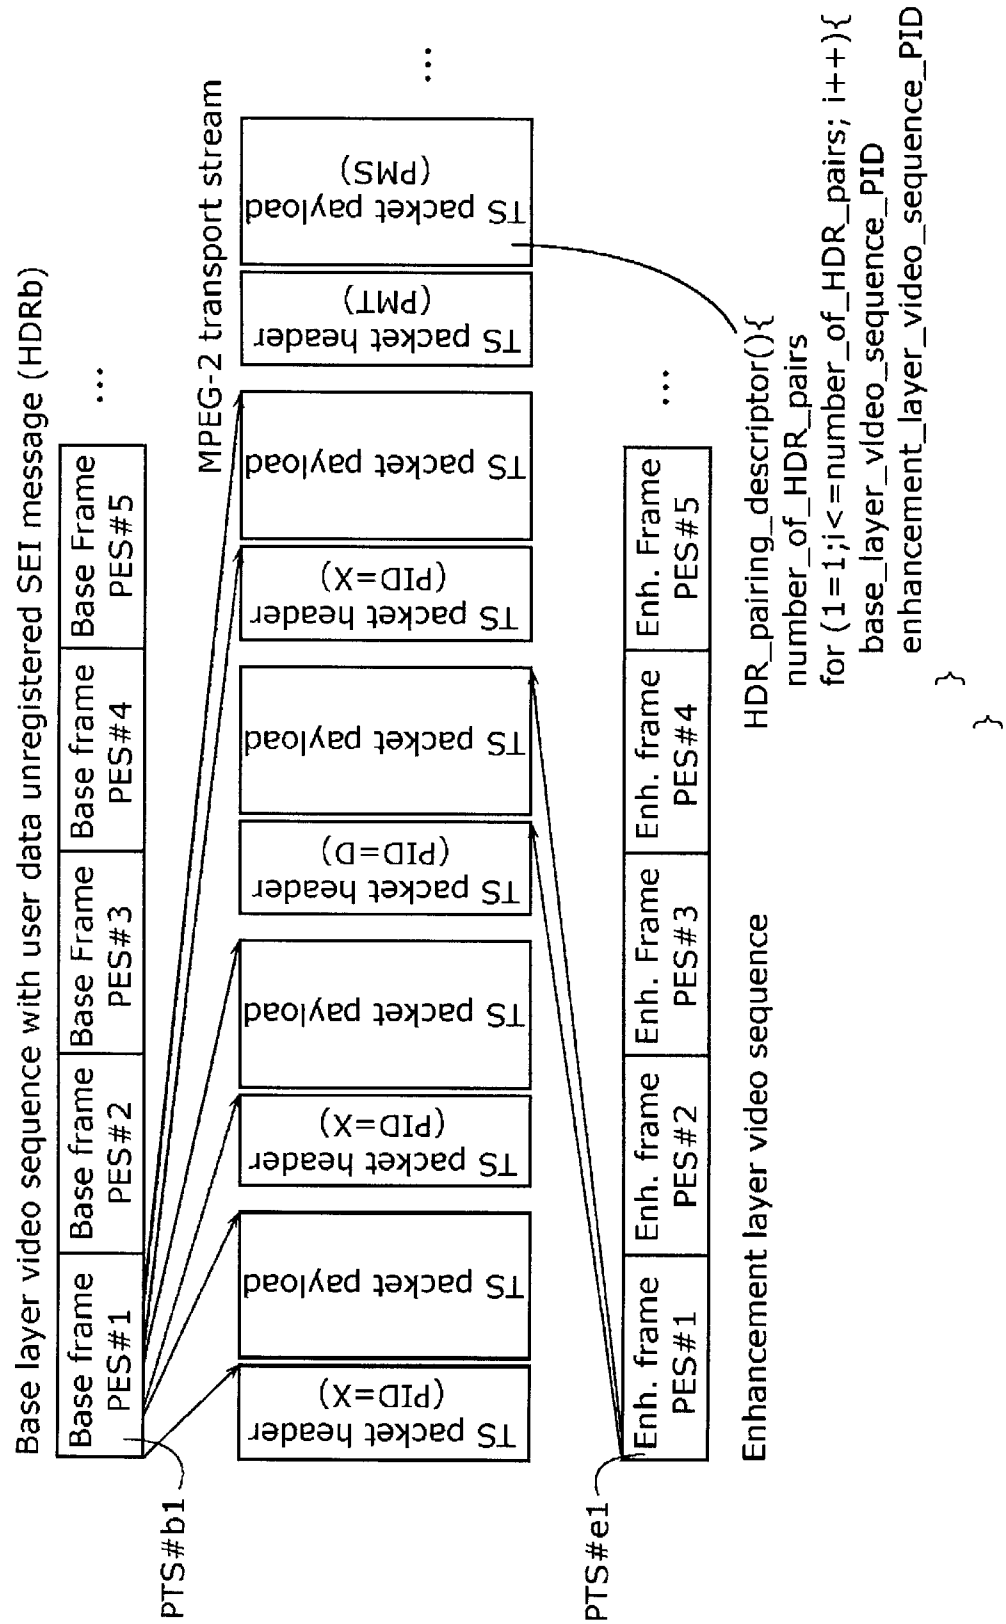 Base layer video sequence with user data unregistered SEI message (HDRb)
Base frame
PES#1
Base frame
PES#2
Base Frame
PES#3
Base frame
PES#4
Base Frame
PES#5
...
PTS#b1
MPEG-2 transport stream
TS packet header
(PID=X)
TS packet payload
TS packet header
(PID=X)
TS packet payload
TS packet header
(PID=D)
TS packet payload
TS packet header
(PID=X)
TS packet payload
TS packet header
(PMT)
TS packet payload
(PMS)
...
PTS#e1
Enh. frame
PES#1
Enh. frame
PES#2
Enh. Frame
PES#3
Enh. frame
PES#4
Enh. Frame
PES#5
...
Enhancement layer video sequence
HDR_pairing_descriptor(){
number_of_HDR_pairs
for (1=1;i<=number_of_HDR_pairs; i++){
base_layer_video_sequence_PID
enhancement_layer_video_sequence_PID
}
}